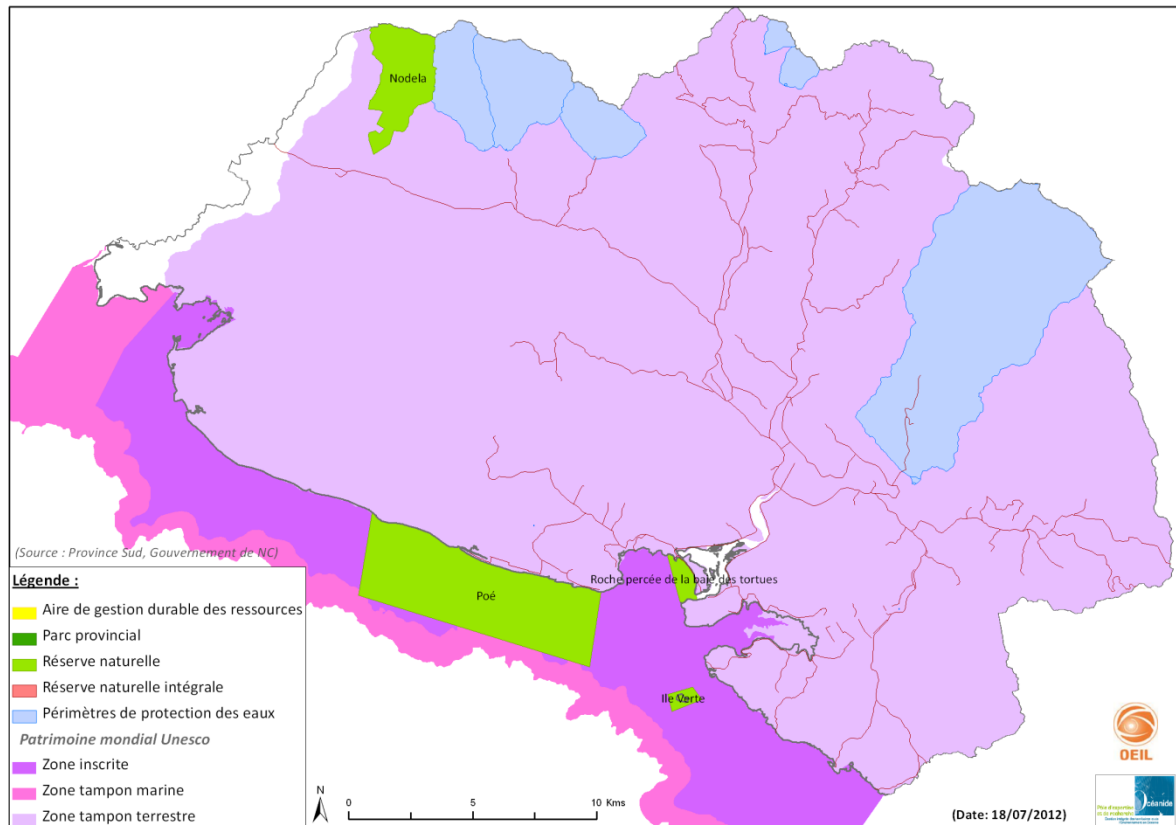 Nodela
(Source : Province Sud, Gouvernement de NC)
Roche percée de la baie des tortues
Poé
Ile Verte
Légende :
Aire de gestion durable des ressources
Parc provincial
Réserve naturelle
Réserve naturelle intégrale
Périmètres de protection des eaux
Patrimoine mondial Unesco
Zone inscrite
Zone tampon marine
Zone tampon terrestre
N
0 5 10 Kms
OEIL
Océanide
(Date: 18/07/2012)